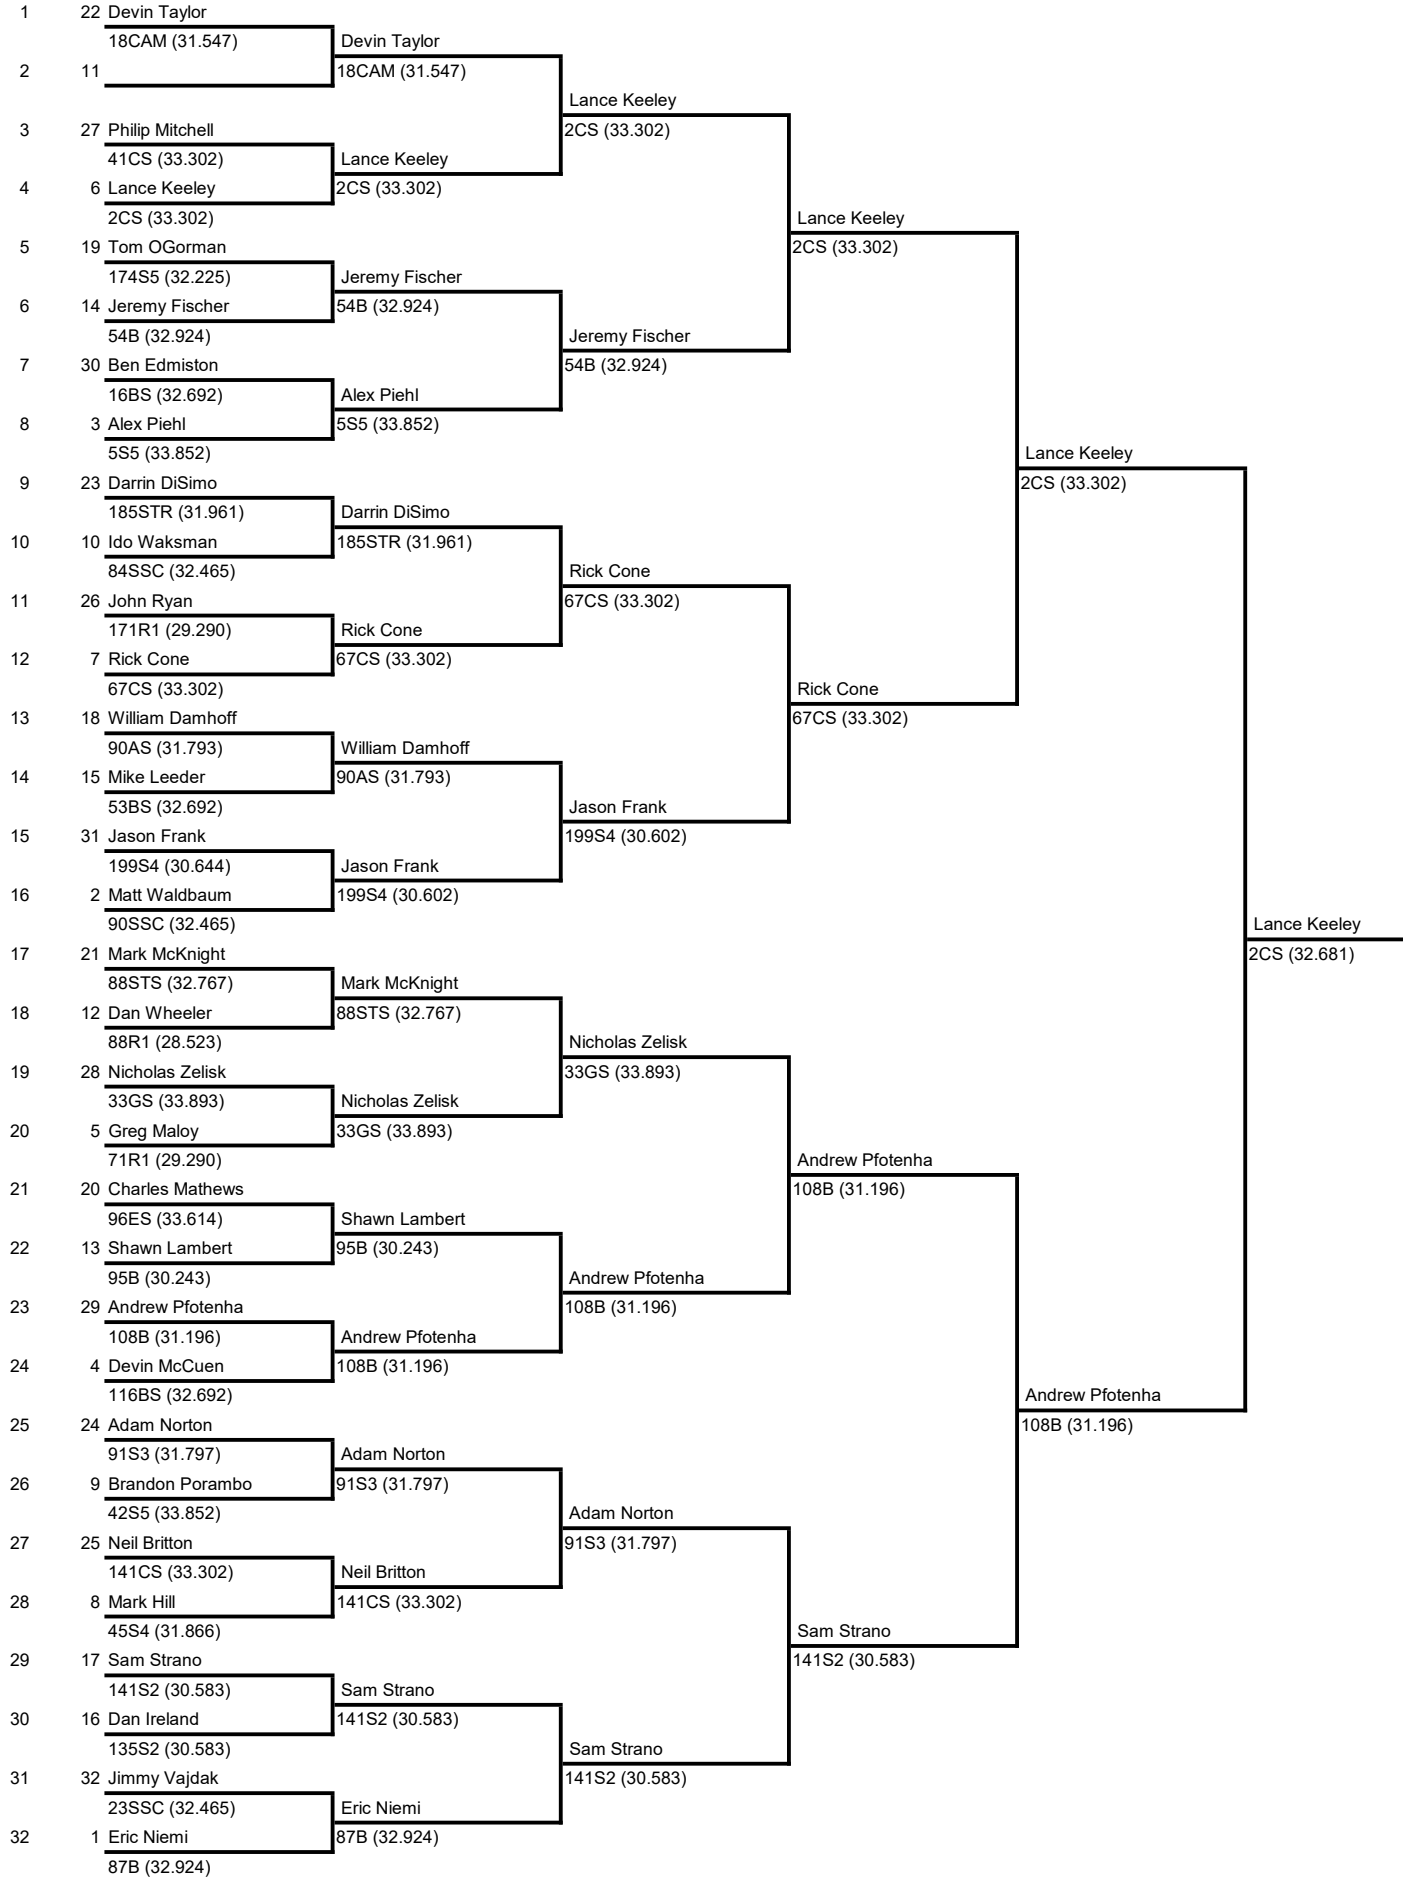 1 22 Devin Taylor
18CAM (31.547) Devin Taylor
2 11 18CAM (31.547)
Lance Keeley
3 27 Philip Mitchell 2CS (33.302)
41CS (33.302) Lance Keeley
4 6 Lance Keeley 2CS (33.302)
2CS (33.302) Lance Keeley
5 19 Tom OGorman 2CS (33.302)
174S5 (32.225) Jeremy Fischer
6 14 Jeremy Fischer 54B (32.924)
54B (32.924) Jeremy Fischer
7 30 Ben Edmiston 54B (32.924)
16BS (32.692) Alex Piehl
8 3 Alex Piehl 5S5 (33.852)
5S5 (33.852) Lance Keeley
9 23 Darrin DiSimo 2CS (33.302)
185STR (31.961) Darrin DiSimo
10 10 Ido Waksman 185STR (31.961)
84SSC (32.465) Rick Cone
11 26 John Ryan 67CS (33.302)
171R1 (29.290) Rick Cone
12 7 Rick Cone 67CS (33.302)
67CS (33.302) Rick Cone
13 18 William Damhoff 67CS (33.302)
90AS (31.793) William Damhoff
14 15 Mike Leeder 90AS (31.793)
53BS (32.692) Jason Frank
15 31 Jason Frank 199S4 (30.602)
199S4 (30.644) Jason Frank
16 2 Matt Waldbaum 199S4 (30.602)
90SSC (32.465) Lance Keeley
17 21 Mark McKnight 2CS (32.681)
88STS (32.767) Mark McKnight
18 12 Dan Wheeler 88STS (32.767)
88R1 (28.523) Nicholas Zelisk
19 28 Nicholas Zelisk 33GS (33.893)
33GS (33.893) Nicholas Zelisk
20 5 Greg Maloy 33GS (33.893)
71R1 (29.290) Andrew Pfotenha
21 20 Charles Mathews 108B (31.196)
96ES (33.614) Shawn Lambert
22 13 Shawn Lambert 95B (30.243)
95B (30.243) Andrew Pfotenha
23 29 Andrew Pfotenha 108B (31.196)
108B (31.196) Andrew Pfotenha
24 4 Devin McCuen 108B (31.196)
116BS (32.692) Andrew Pfotenha
25 24 Adam Norton 108B (31.196)
91S3 (31.797) Adam Norton
26 9 Brandon Porambo 91S3 (31.797)
42S5 (33.852) Adam Norton
27 25 Neil Britton 91S3 (31.797)
141CS (33.302) Neil Britton
28 8 Mark Hill 141CS (33.302)
45S4 (31.866) Sam Strano
29 17 Sam Strano 141S2 (30.583)
141S2 (30.583) Sam Strano
30 16 Dan Ireland 141S2 (30.583)
135S2 (30.583) Sam Strano
31 32 Jimmy Vajdak 141S2 (30.583)
23SSC (32.465) Eric Niemi
32 1 Eric Niemi 87B (32.924)
87B (32.924)